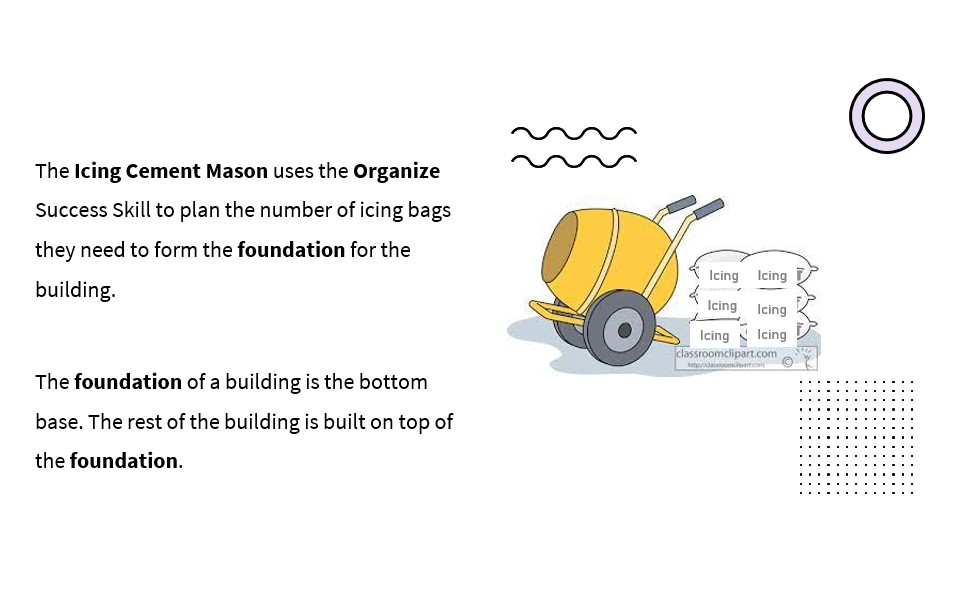 The Icing Cement Mason uses the Organize
Success Skill to plan the number of icing bags
they need to form the foundation for the
building.
The foundation of a building is the bottom
base. The rest of the building is built on top of
the foundation.
Icing Icing
Icing Icing
Icing Icing
classroomclipart.com
http://classroomclipart.com ©